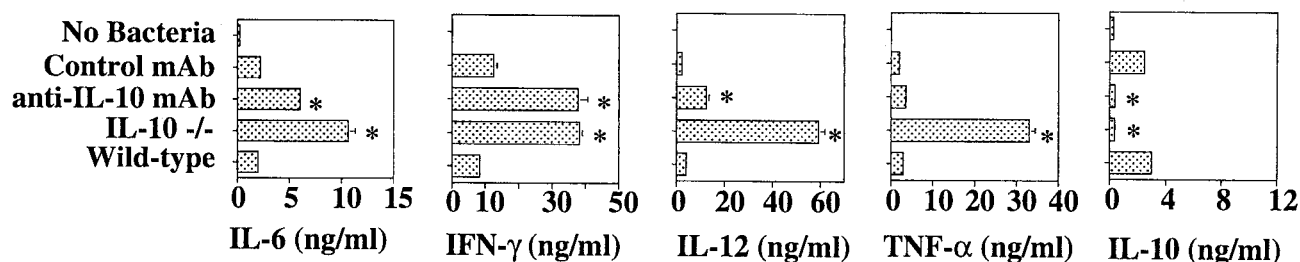 No Bacteria
Control mAb
anti-IL-10 mAb
IL-10 -/-
Wild-type
* *
* *
* *
*
* *
0 5 10 15
0 10 30 50
0 20 40 60
0 10 20 30 40
0 4 8 12
IL-6 (ng/ml)
IFN-γ (ng/ml)
IL-12 (ng/ml)
TNF-α (ng/ml)
IL-10 (ng/ml)